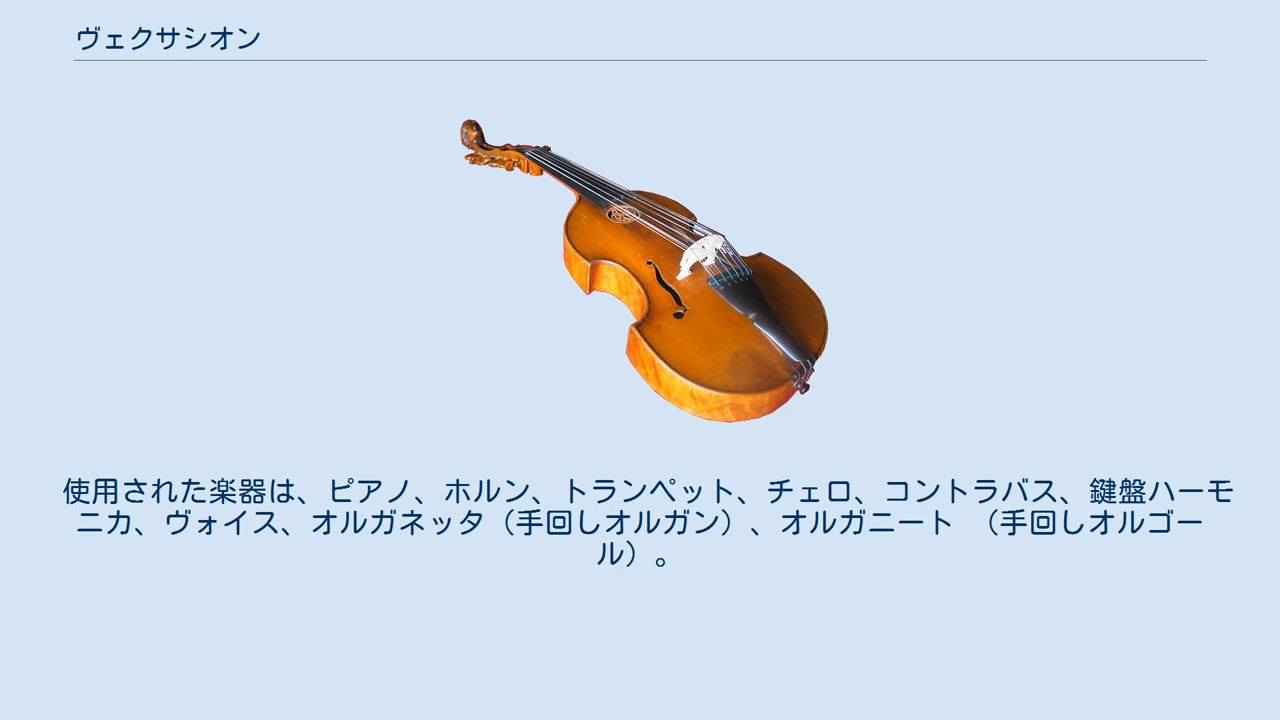 ヴェクサシオン
使用された楽器は、ピアノ、ホルン、トランペット、チェロ、コントラバス、鍵盤ハーモ
ニカ、ヴォイス、オルガネッタ（手回しオルガン）、オルガニート　（手回しオルゴー
ル）。